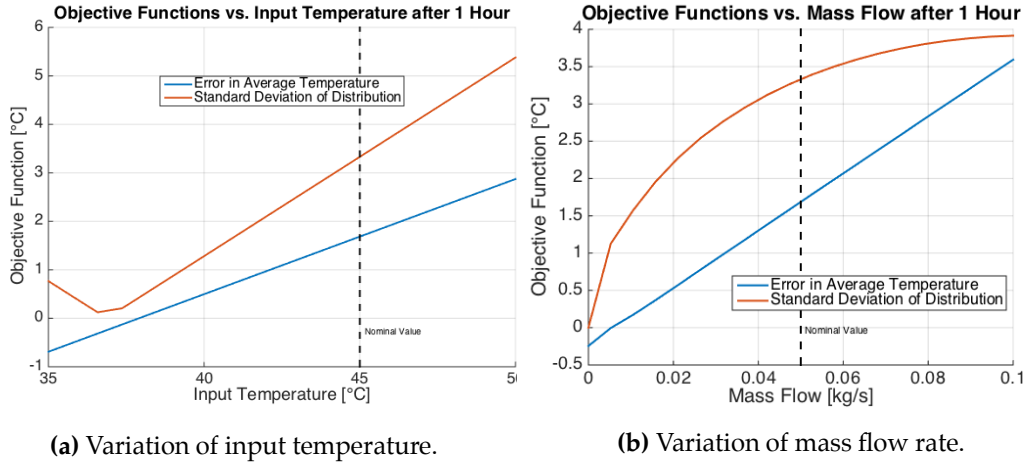 Objective Functions vs. Input Temperature after 1 Hour
6
5
4
3
2
1
0
-1
Objective Function [°C]
Error in Average Temperature
Standard Deviation of Distribution
Nominal Value
35
40
45
50
Input Temperature [°C]
(a) Variation of input temperature.
Objective Functions vs. Mass Flow after 1 Hour
4
3.5
3
2.5
2
1.5
1
0.5
0
-0.5
Objective Function [°C]
Error in Average Temperature
Standard Deviation of Distribution
Nominal Value
0
0.02
0.04
0.06
0.08
0.1
Mass Flow [kg/s]
(b) Variation of mass flow rate.